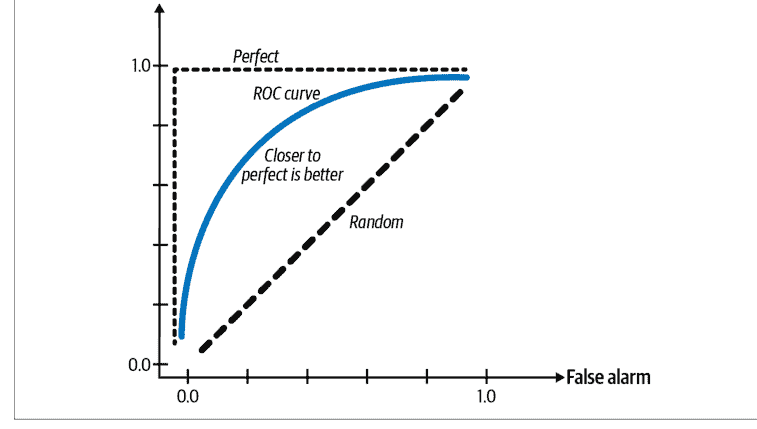 1.0
Perfect
ROC curve
Closer to
perfect is better
Random
0.0
False alarm
0.0
1.0